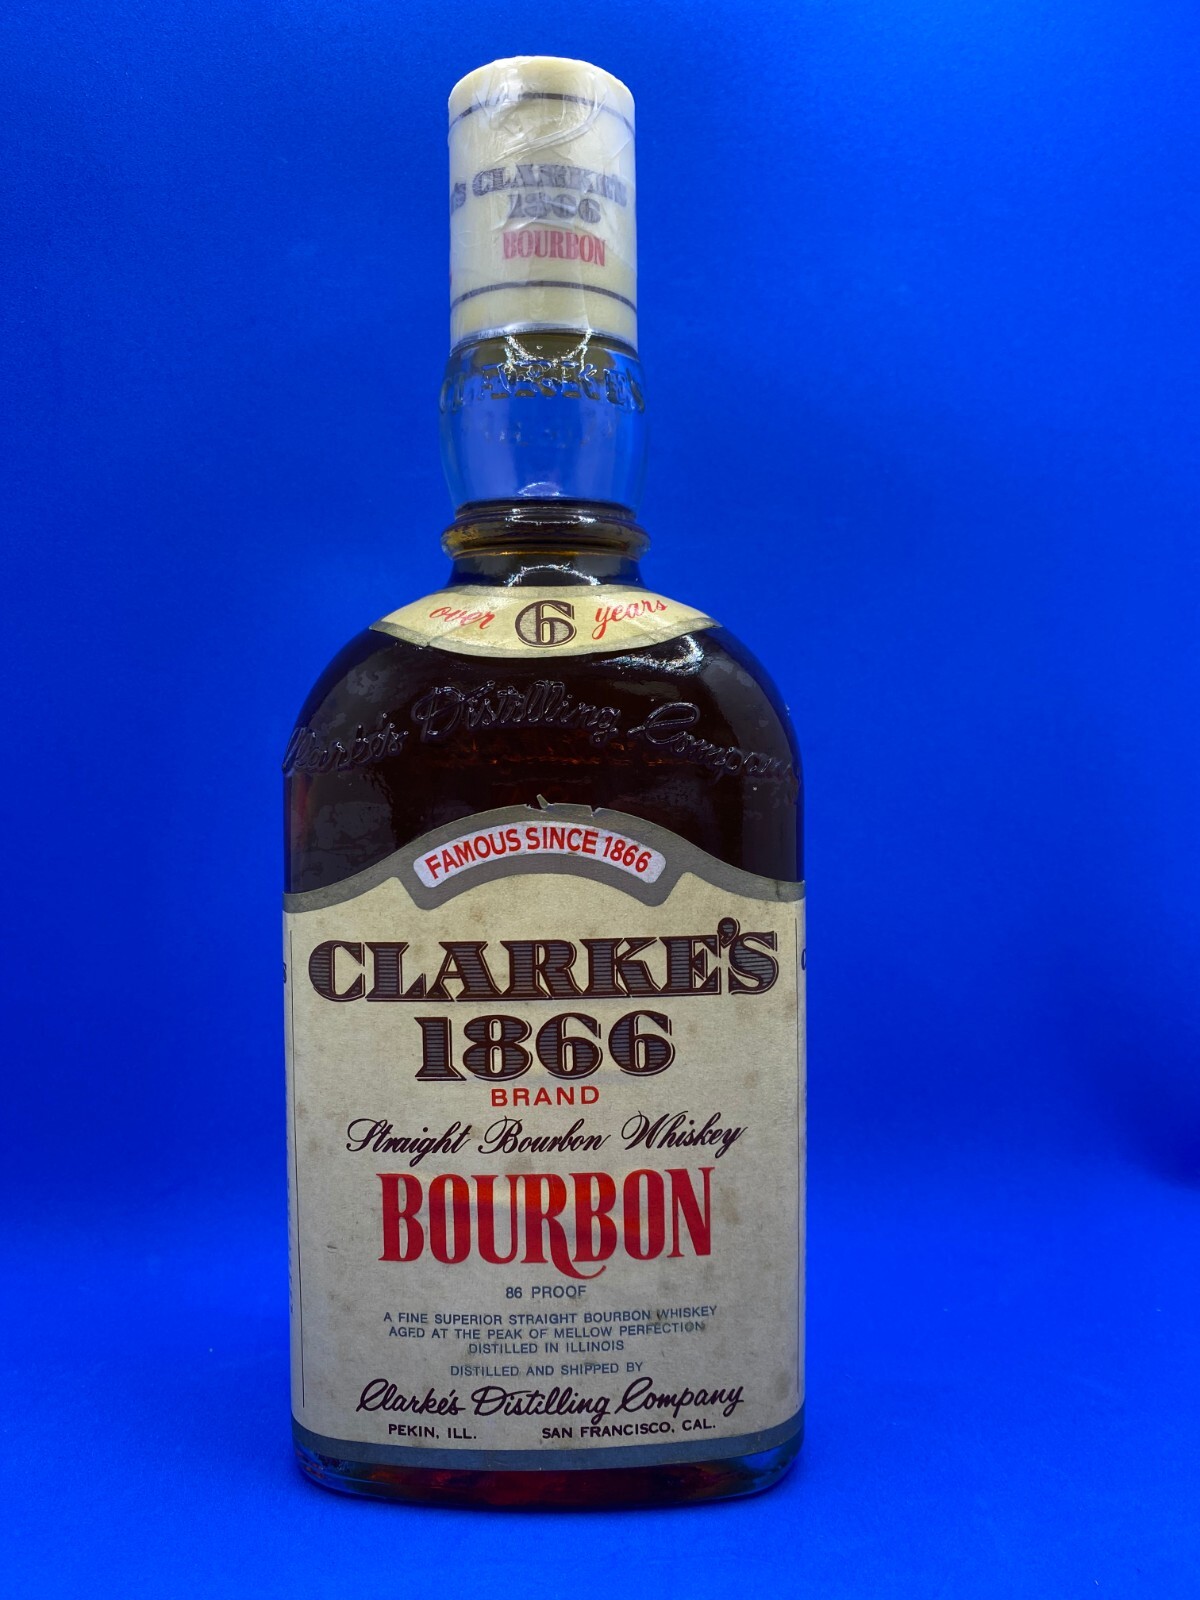 CLARKE'S
1866
BOURBON
CLARKE'S
over 6 years
Clarke's Distilling Company
FAMOUS SINCE 1866
CLARKE'S
1866
BRAND
Straight Bourbon Whiskey
BOURBON
86 PROOF
A FINE SUPERIOR STRAIGHT BOURBON WHISKEY
AGED AT THE PEAK OF MELLOW PERFECTION
DISTILLED IN ILLINOIS
DISTILLED AND SHIPPED BY
Clarke's Distilling Company
PEKIN, ILL. SAN FRANCISCO, CAL.